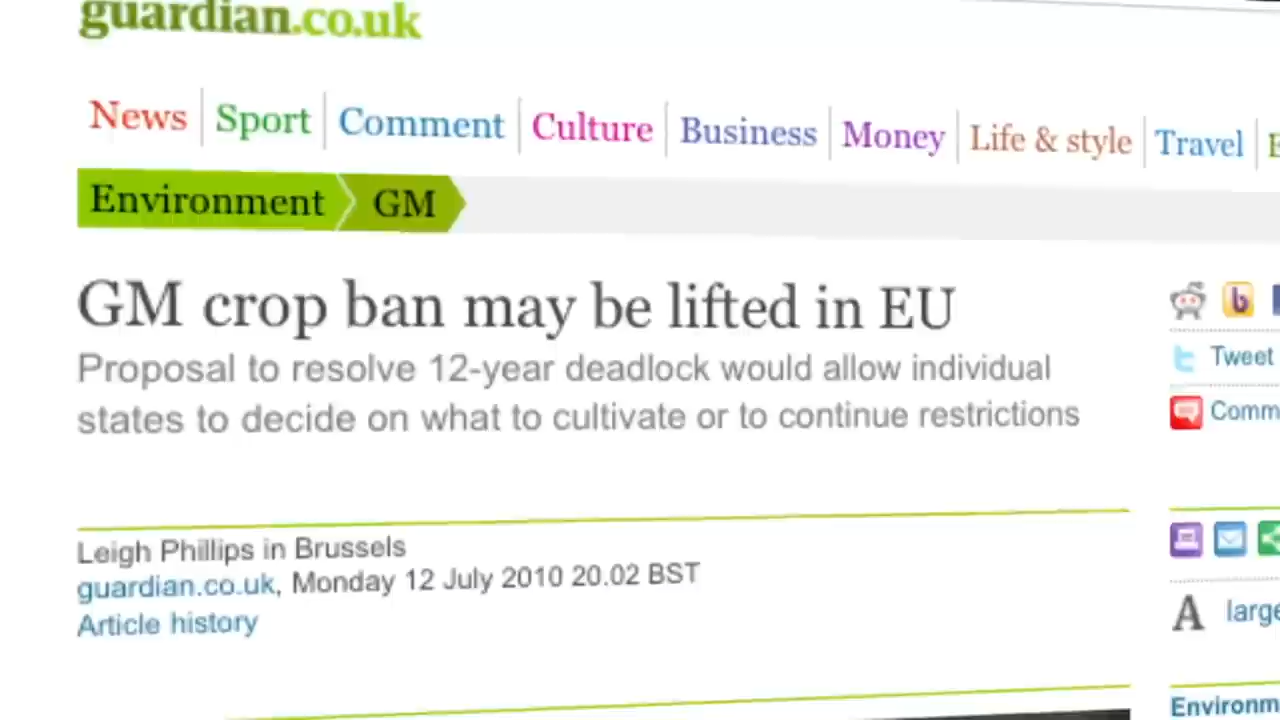 guardian.co.uk
News Sport Comment Culture Business Money Life & style Travel
Environment GM
GM crop ban may be lifted in EU
Proposal to resolve 12-year deadlock would allow individual
states to decide on what to cultivate or to continue restrictions
Tweet
Comm
Leigh Phillips in Brussels
guardian.co.uk, Monday 12 July 2010 20.02 BST
Article history
A large
Environm